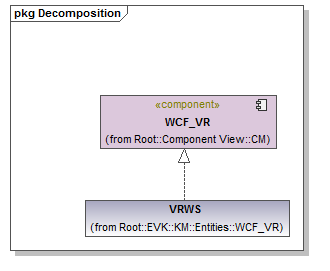 pkg Decomposition
«component»
WCF_VR
(from Root::Component View::CM)
VRWS
(from Root::EVK::KM::Entities::WCF_VR)